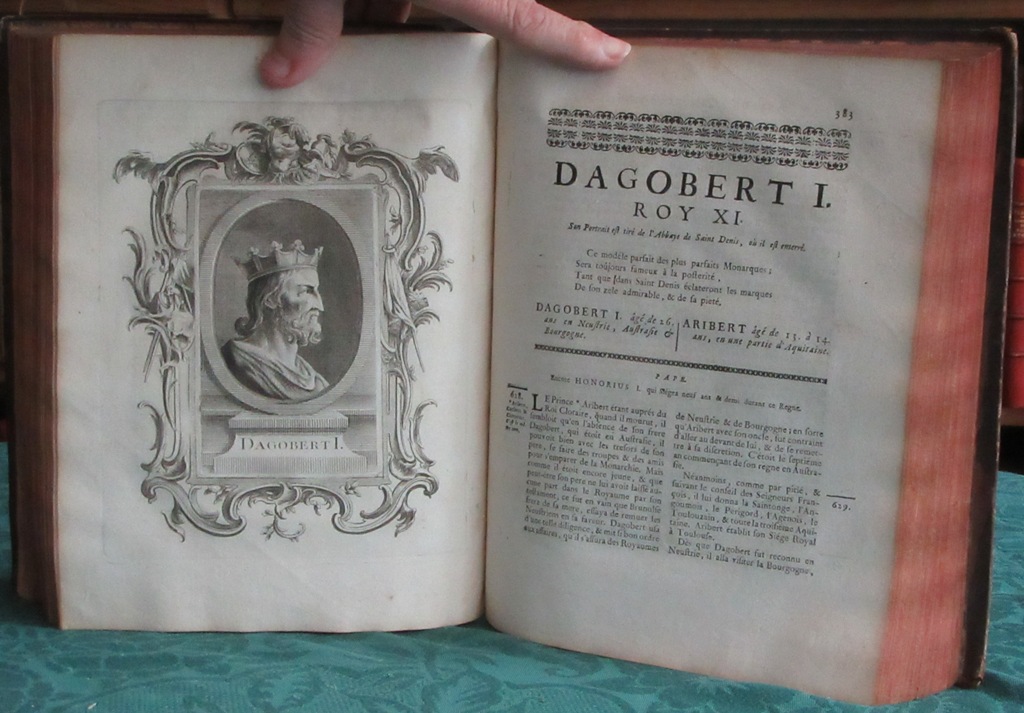 DAGOBERT I.
383
DAGOBERT I.
ROY XI.
Son Portrait est tiré de l'Abbaye de Saint Denis, où il est enterré.
Ce modéle parfait des plus parfaits Monarques;
Sera toûjours fameux à la posterité,
Tant que dans Saint Denis éclateront les marques
De son zele admirable, & de sa pieté.
DAGOBERT I. âgé de 26.
ans en Neustrie, Austrasie &
Bourgogne.
ARIBERT âgé de 13. à 14.
ans, en une partie d'Aquitaine.
PAPE.
HONORIUS I. qui siégea neuf ans & demi durant ce Regne.
628.
LE Prince * Aribert étant auprés du
Roi Clotaire, quand il mourut, il
sembloit qu'en l'absence de son frere
Dagobert, qui étoit en Austrasie, il
pouvoit bien avec les tresors de son
pere, se faire des troupes & des amis
pour s'emparer de la Monarchie. Mais
comme il étoit encore jeune, & que
peut-être son pere ne lui avoit laissé au-
cune part dans le Royaume par son
testament, ce fut en vain que Brunulfe
frere de sa mere, essaya de remuer les
Neustriens en sa faveur. Dagobert usa
d'une telle diligence, & mit si bon ordre
aux affaires, qu'il s'assura des Royaumes
de Neustrie, & de Bourgogne; en sorte
qu'Aribert avec son oncle, fut contraint
d'aller au devant de lui, & de se remet-
tre à sa discretion. C'étoit le septiéme
an commençant de son regne en Austra-
sie.
Neanmoins, comme par pitié, &
suivant le conseil des Seigneurs Fran-
çois, il lui donna la Saintonge, l'An-
goumois, le Perigord, l'Agenois, le
Toulouzain, & toute la troisiéme Aqui-
taine. Aribert établit son Siége Royal
à Toulouse.
629.
Dés que Dagobert fut reconnu en
Neustrie, il alla visiter la Bourgogne,